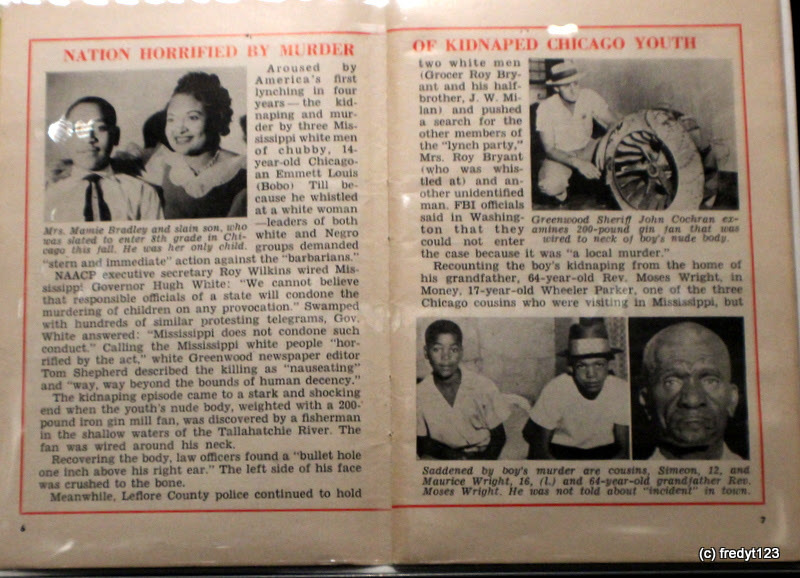 NATION HORRIFIED BY MURDER
Aroused by
America's first
lynching in four
years — the kid-
naping and mur-
der by three Mis-
sissippi white men
of chubby, 14-
year-old Chicago-
an Emmett Louis
(Bobo) Till be-
cause he whistled
at a white woman
—leaders of both
white and Negro
groups demanded
Mrs. Mamie Bradley and slain son, who
was slated to enter 8th grade in Chi-
cago this fall. He was her only child.
"stern and immediate" action against the "barbarians."
NAACP executive secretary Roy Wilkins wired Mis-
sissippi Governor Hugh White: "We cannot believe
that responsible officials of a state will condone the
murdering of children on any provocation." Swamped
with hundreds of similar protesting telegrams, Gov.
White answered: "Mississippi does not condone such
conduct." Calling the Mississippi white people "hor-
rified by the act," white Greenwood newspaper editor
Tom Shepherd described the killing as "nauseating"
and "way, way beyond the bounds of human decency."
The kidnaping episode came to a stark and shocking
end when the youth's nude body, weighted with a 200-
pound iron gin mill fan, was discovered by a fisherman
in the shallow waters of the Tallahatchie River. The
fan was wired around his neck.
Recovering the body, law officers found a "bullet hole
one inch above his right ear." The left side of his face
was crushed to the bone.
Meanwhile, Leflore County police continued to hold
6
OF KIDNAPED CHICAGO YOUTH
two white men
(Grocer Roy Bry-
ant and his half-
brother, J. W. Mi-
lan) and pushed
a search for the
other members of
the "lynch party,"
Mrs. Roy Bryant
(who was whis-
tled at) and an-
other unidentified
man. FBI officials
said in Washing-
ton that they
could not enter
Greenwood Sheriff John Cochran ex-
amines 200-pound gin fan that was
wired to neck of boy's nude body.
the case because it was "a local murder."
Recounting the boy's kidnaping from the home of
his grandfather, 64-year-old Rev. Moses Wright, in
Money, 17-year-old Wheeler Parker, one of the three
Chicago cousins who were visiting in Mississippi, but
Saddened by boy's murder are cousins, Simeon, 12, and
Maurice Wright, 16, (l.) and 64-year-old grandfather Rev.
Moses Wright. He was not told about "incident" in town.
7
(c) fredyt123